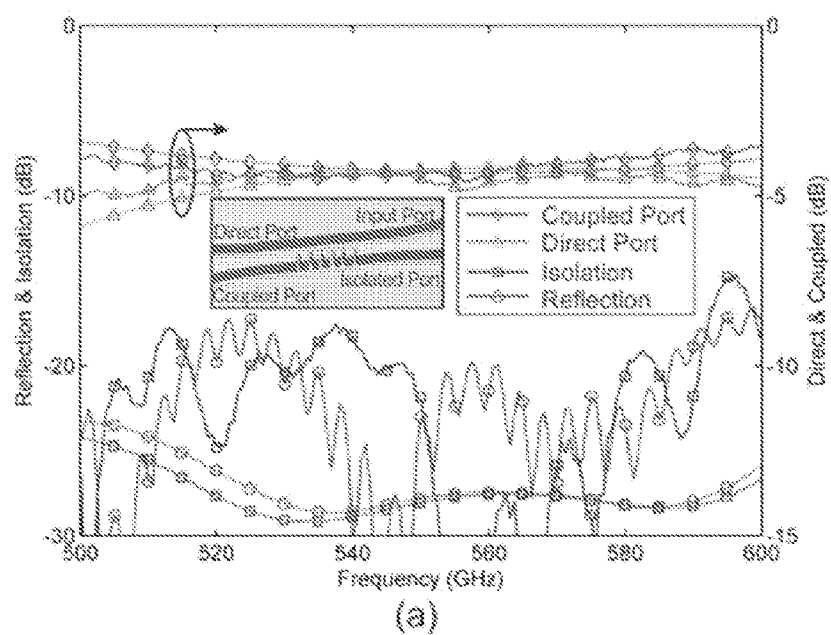 0
-10
-20
-30
Reflection & Isolation (dB)
0
-5
-10
-15
Direct & Coupled (dB)
Input Port
Direct Port
Isolated Port
Coupled Port
Coupled Port
Direct Port
Isolation
Reflection
500 520 540 560 580 600
Frequency (GHz)
(a)